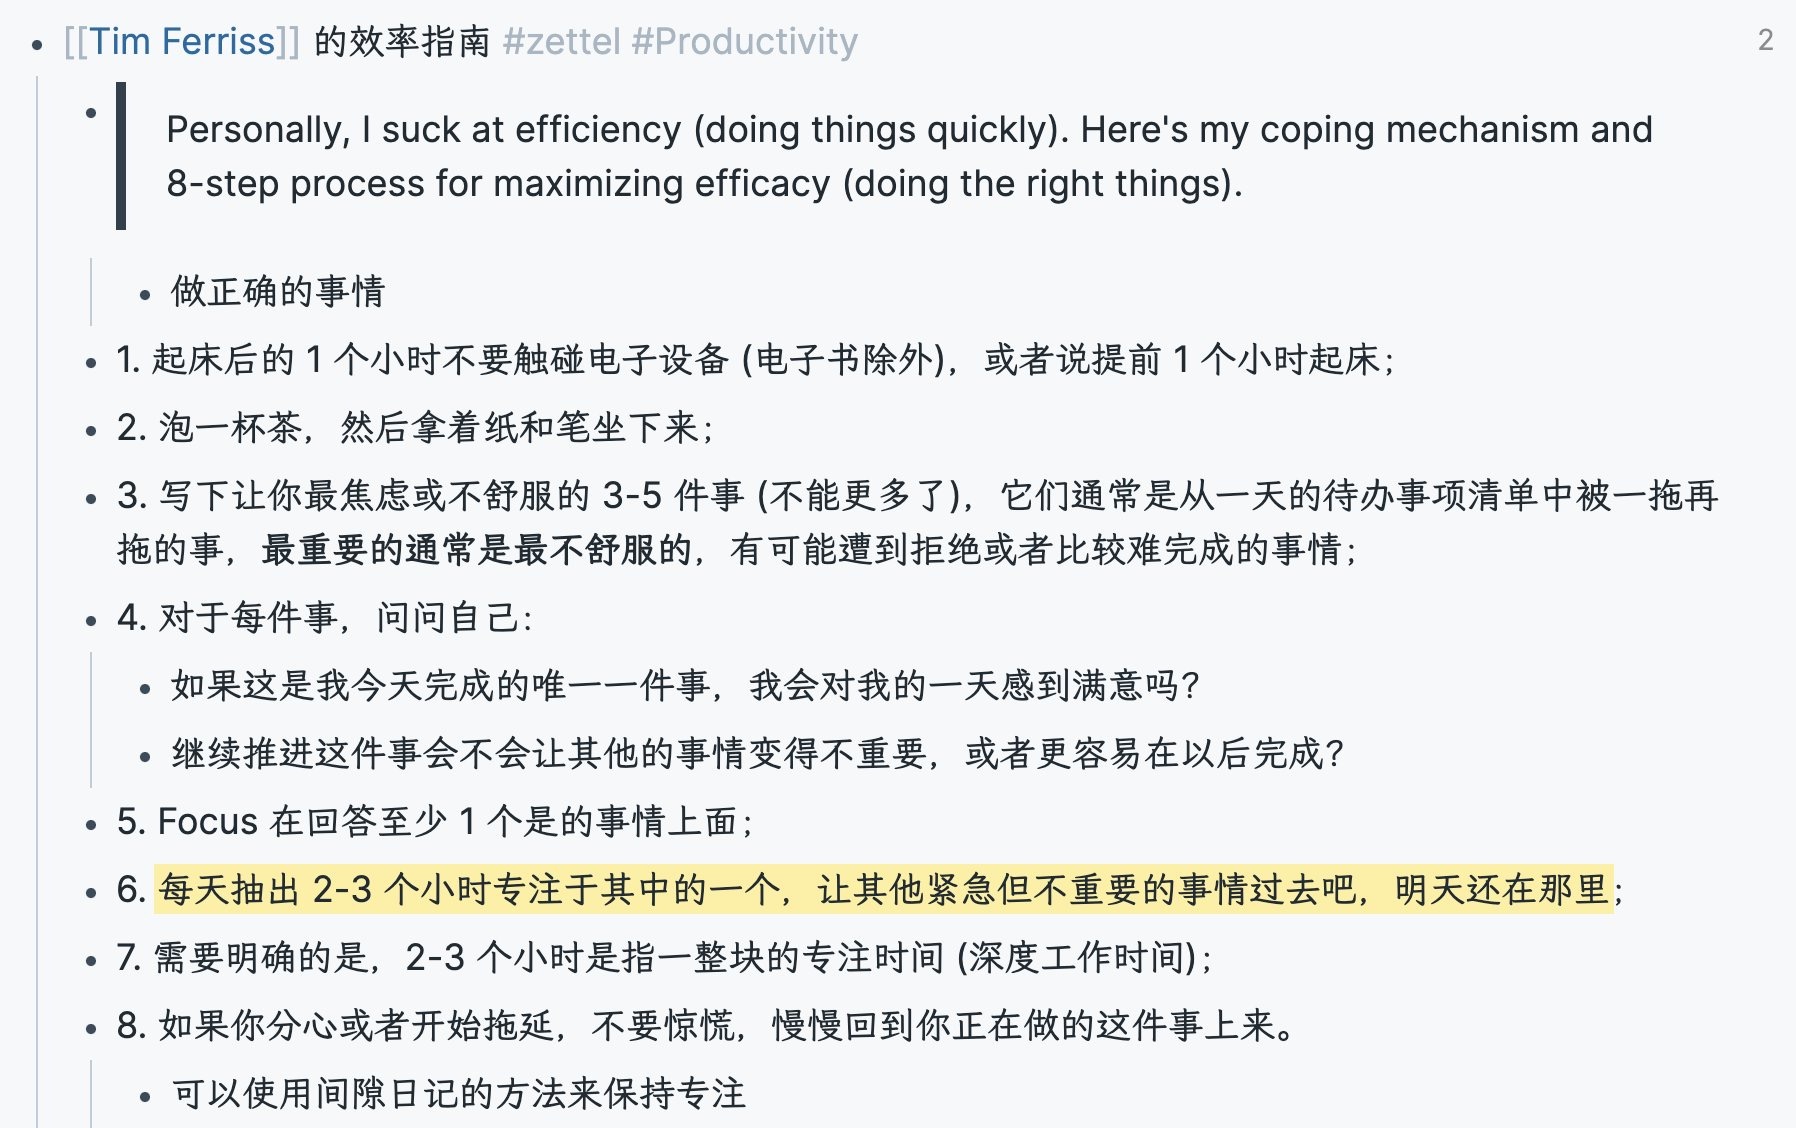 [[Tim Ferriss]] 的效率指南 #zettel #Productivity
2
Personally, I suck at efficiency (doing things quickly). Here's my coping mechanism and
8-step process for maximizing efficacy (doing the right things).
做正确的事情
1. 起床后的 1 个小时不要触碰电子设备 (电子书除外)，或者说提前 1 个小时起床；
2. 泡一杯茶，然后拿着纸和笔坐下来；
3. 写下让你最焦虑或不舒服的 3-5 件事 (不能更多了)，它们通常是从一天的待办事项清单中被一拖再
拖的事，最重要的通常是最不舒服的，有可能遭到拒绝或者比较难完成的事情；
4. 对于每件事，问问自己：
如果这是我今天完成的唯一一件事，我会对我的一天感到满意吗？
继续推进这件事会不会让其他的事情变得不重要，或者更容易在以后完成？
5. Focus 在回答至少 1 个是的事情上面；
6. 每天抽出 2-3 个小时专注于其中的一个，让其他紧急但不重要的事情过去吧，明天还在那里；
7. 需要明确的是，2-3 个小时是指一整块的专注时间 (深度工作时间)；
8. 如果你分心或者开始拖延，不要惊慌，慢慢回到你正在做的这件事上来。
可以使用间隙日记的方法来保持专注